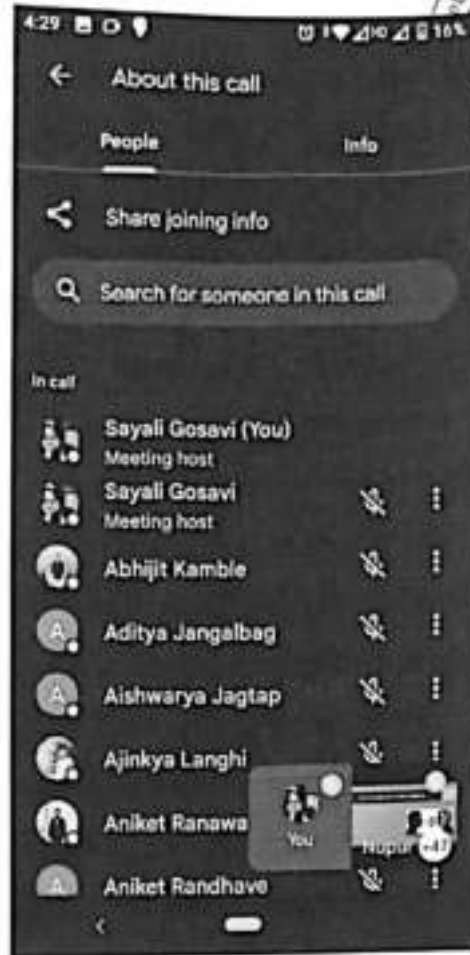 4:29 16%
About this call
People Info
Share joining info
Search for someone in this call
In call
Sayali Gosavi (You)
Meeting host
Sayali Gosavi
Meeting host
Abhijit Kamble
A Aditya Jangalbag
A Aishwarya Jagtap
Ajinkya Langhi
Aniket Ranawa
You
Nupur +47
A Aniket Randhave